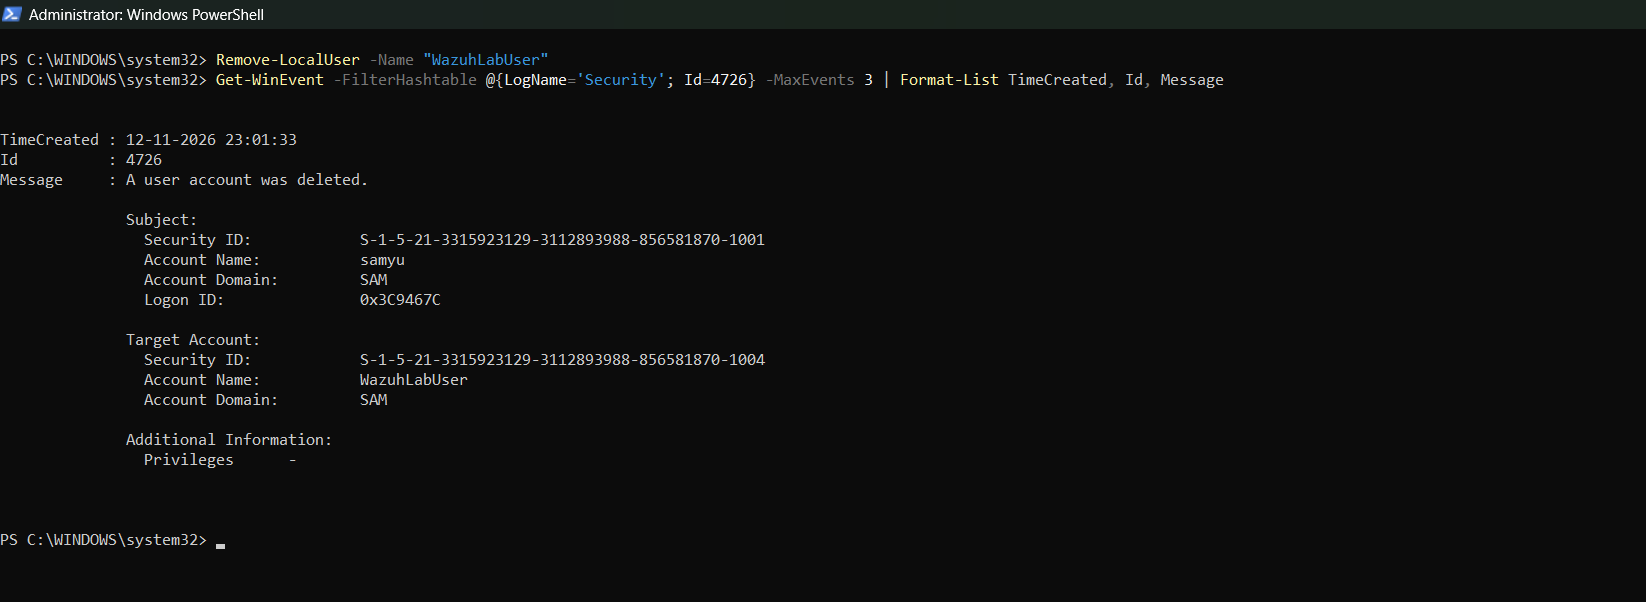 Administrator: Windows PowerShell
PS C:\WINDOWS\system32> Remove-LocalUser -Name "WazuhLabUser"
PS C:\WINDOWS\system32> Get-WinEvent -FilterHashtable @{LogName='Security'; Id=4726} -MaxEvents 3 | Format-List TimeCreated, Id, Message
TimeCreated : 12-11-2026 23:01:33
Id : 4726
Message : A user account was deleted.
Subject:
Security ID: S-1-5-21-3315923129-3112893988-856581870-1001
Account Name: samyu
Account Domain: SAM
Logon ID: 0x3C9467C
Target Account:
Security ID: S-1-5-21-3315923129-3112893988-856581870-1004
Account Name: WazuhLabUser
Account Domain: SAM
Additional Information:
Privileges -
PS C:\WINDOWS\system32>